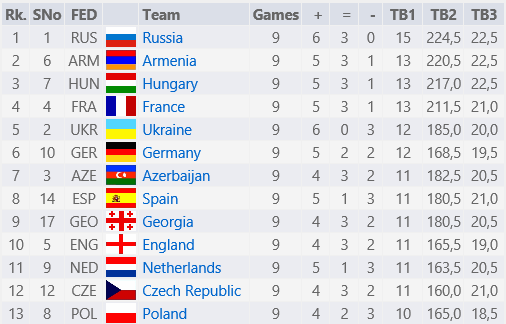 Rk. SNo FED Team Games + = - TB1 TB2 TB3
1 1 RUS Russia 9 6 3 0 15 224,5 22,5
2 6 ARM Armenia 9 5 3 1 13 220,5 22,5
3 7 HUN Hungary 9 5 3 1 13 217,0 22,5
4 4 FRA France 9 5 3 1 13 211,5 21,0
5 2 UKR Ukraine 9 6 0 3 12 185,0 20,0
6 10 GER Germany 9 5 2 2 12 168,5 19,5
7 3 AZE Azerbaijan 9 4 3 2 11 182,5 20,5
8 14 ESP Spain 9 5 1 3 11 180,5 21,0
9 17 GEO Georgia 9 4 3 2 11 180,5 20,5
10 5 ENG England 9 4 3 2 11 165,5 19,0
11 9 NED Netherlands 9 5 1 3 11 163,5 20,5
12 12 CZE Czech Republic 9 4 3 2 11 160,0 21,0
13 8 POL Poland 9 4 2 3 10 165,0 18,5